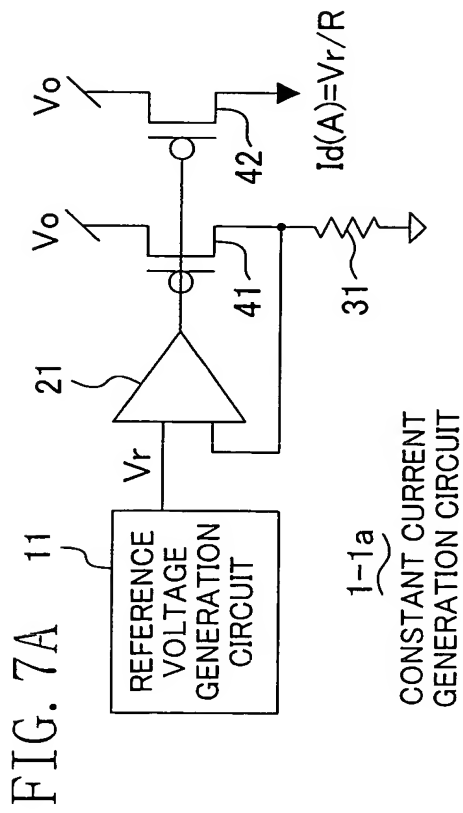 FIG. 7A
11
REFERENCE
VOLTAGE
GENERATION
CIRCUIT
Vr
21
Vo
41
Vo
42
31
Id(A)=Vr/R
1-1a
CONSTANT CURRENT
GENERATION CIRCUIT